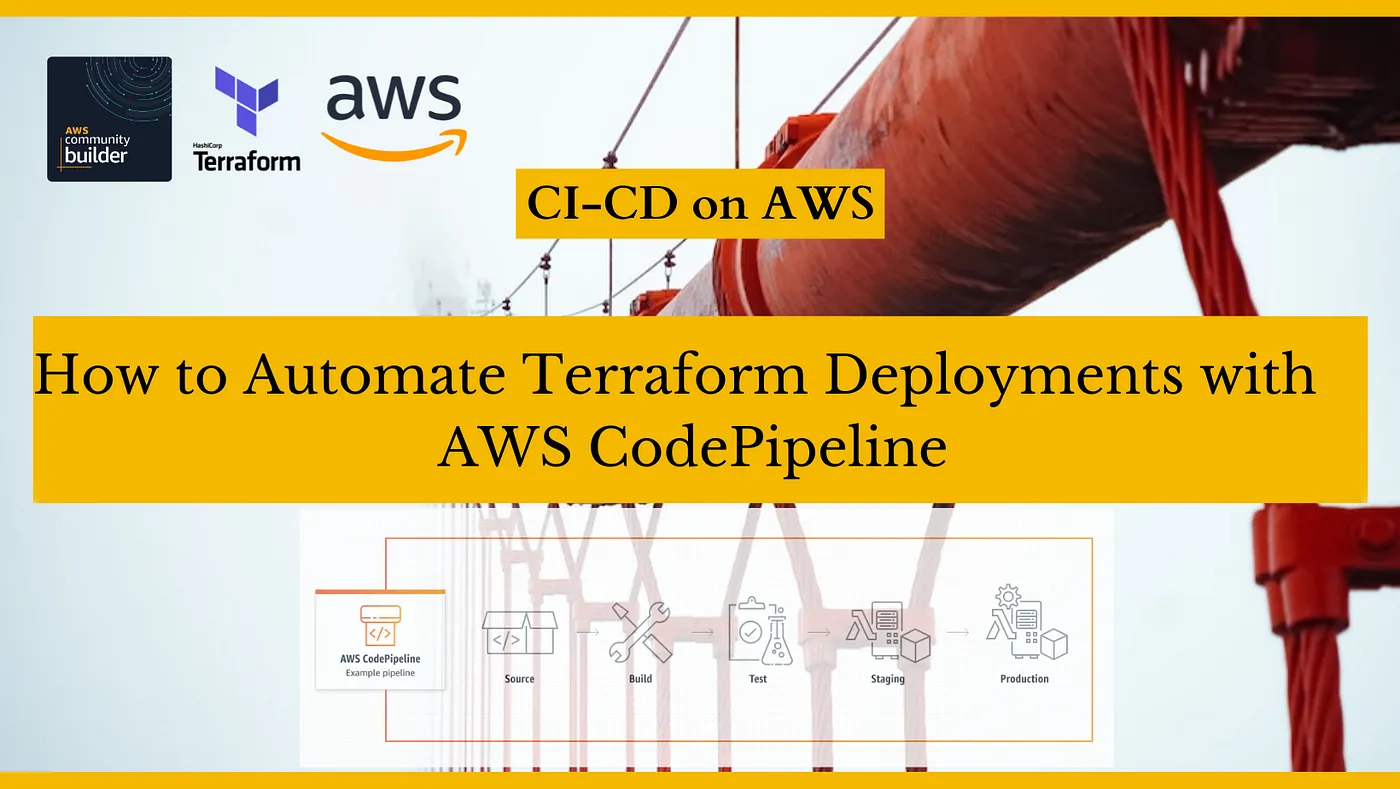 AWS
community
builder
HashiCorp
Terraform
aws
CI-CD on AWS
How to Automate Terraform Deployments with
AWS CodePipeline
</>
AWS CodePipeline
Example pipeline
</>
Source
Build
Test
Staging
Production